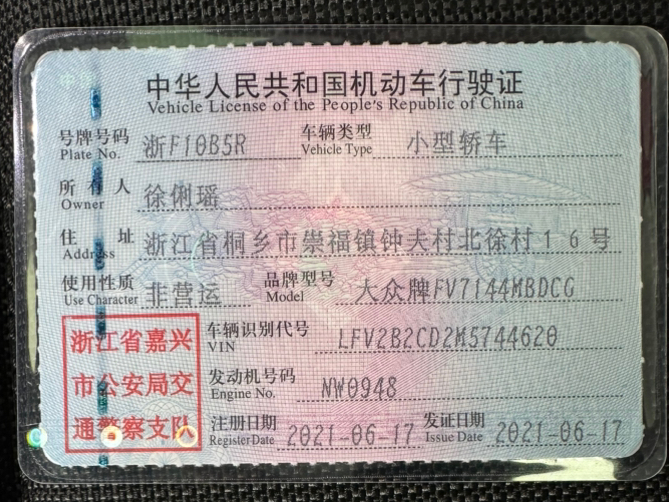 中华人民共和国机动车行驶证
Vehicle License of the People's Republic of China
号牌号码 Plate No. 浙F10B5R 车辆类型 Vehicle Type 小型轿车
所有人 Owner 徐俐瑶
住址 Address 浙江省桐乡市崇福镇钟夫村北徐村16号
使用性质 Use Character 非营运 品牌型号 Model 大众牌FV7144MBDCG
车辆识别代号 VIN LFV2B2CD2M5744620
发动机号码 Engine No. NW0948
注册日期 Register Date 2021-06-17 发证日期 Issue Date 2021-06-17
浙江省嘉兴
市公安局交
通警察支队